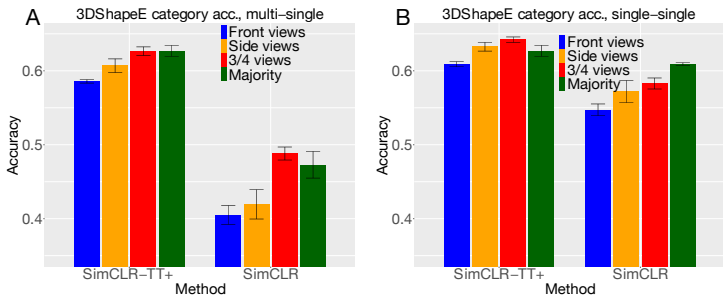 A
3DShapeE category acc., multi−single
Front views
Side views
3/4 views
Majority
0.6
0.5
0.4
Accuracy
SimCLR−TT+
SimCLR
Method
B
3DShapeE category acc., single−single
Front views
Side views
3/4 views
Majority
0.6
0.5
0.4
Accuracy
SimCLR−TT+
SimCLR
Method